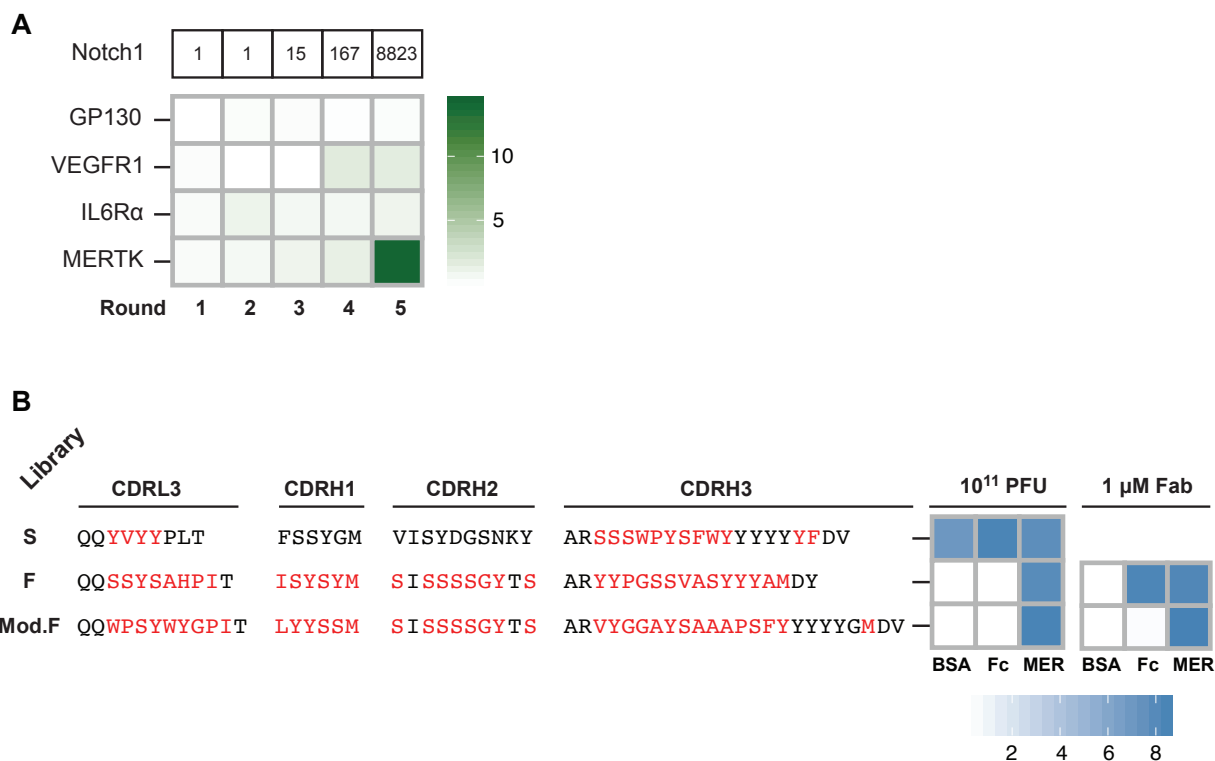 A
Notch1 1 1 15 167 8823
GP130
VEGFR1
IL6Rα
MERTK
10
5
Round 1 2 3 4 5
B
Library
CDRL3 CDRH1 CDRH2 CDRH3 10¹¹ PFU 1 µM Fab
S QQYVYYPLT FSSYGM VISYDGSNKY ARSSSWPYSFWYYYYYYYFDV
F QQSSYSAHPIT ISYSYM SISSSSGYTS ARYYPGSSVASYYYAMDY
Mod.F QQWPSYWYGPIT LYYSSM SISSSSGYTS ARVYGGAYSAAAPSFYYYYYGMDV
BSA Fc MER BSA Fc MER
2 4 6 8